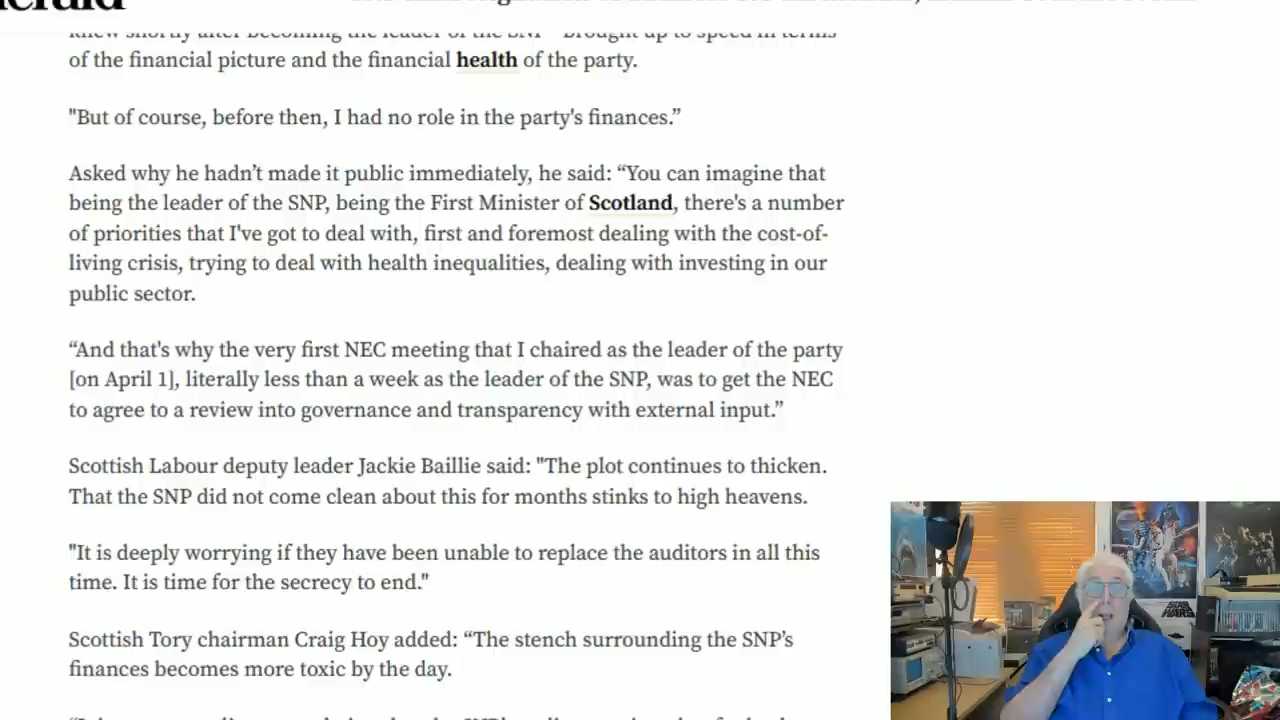 of the financial picture and the financial health of the party.
"But of course, before then, I had no role in the party's finances.”
Asked why he hadn’t made it public immediately, he said: “You can imagine that
being the leader of the SNP, being the First Minister of Scotland, there's a number
of priorities that I've got to deal with, first and foremost dealing with the cost-of-
living crisis, trying to deal with health inequalities, dealing with investing in our
public sector.
“And that's why the very first NEC meeting that I chaired as the leader of the party
[on April 1], literally less than a week as the leader of the SNP, was to get the NEC
to agree to a review into governance and transparency with external input.”
Scottish Labour deputy leader Jackie Baillie said: "The plot continues to thicken.
That the SNP did not come clean about this for months stinks to high heavens.
"It is deeply worrying if they have been unable to replace the auditors in all this
time. It is time for the secrecy to end."
Scottish Tory chairman Craig Hoy added: “The stench surrounding the SNP’s
finances becomes more toxic by the day.
STAR
WARS